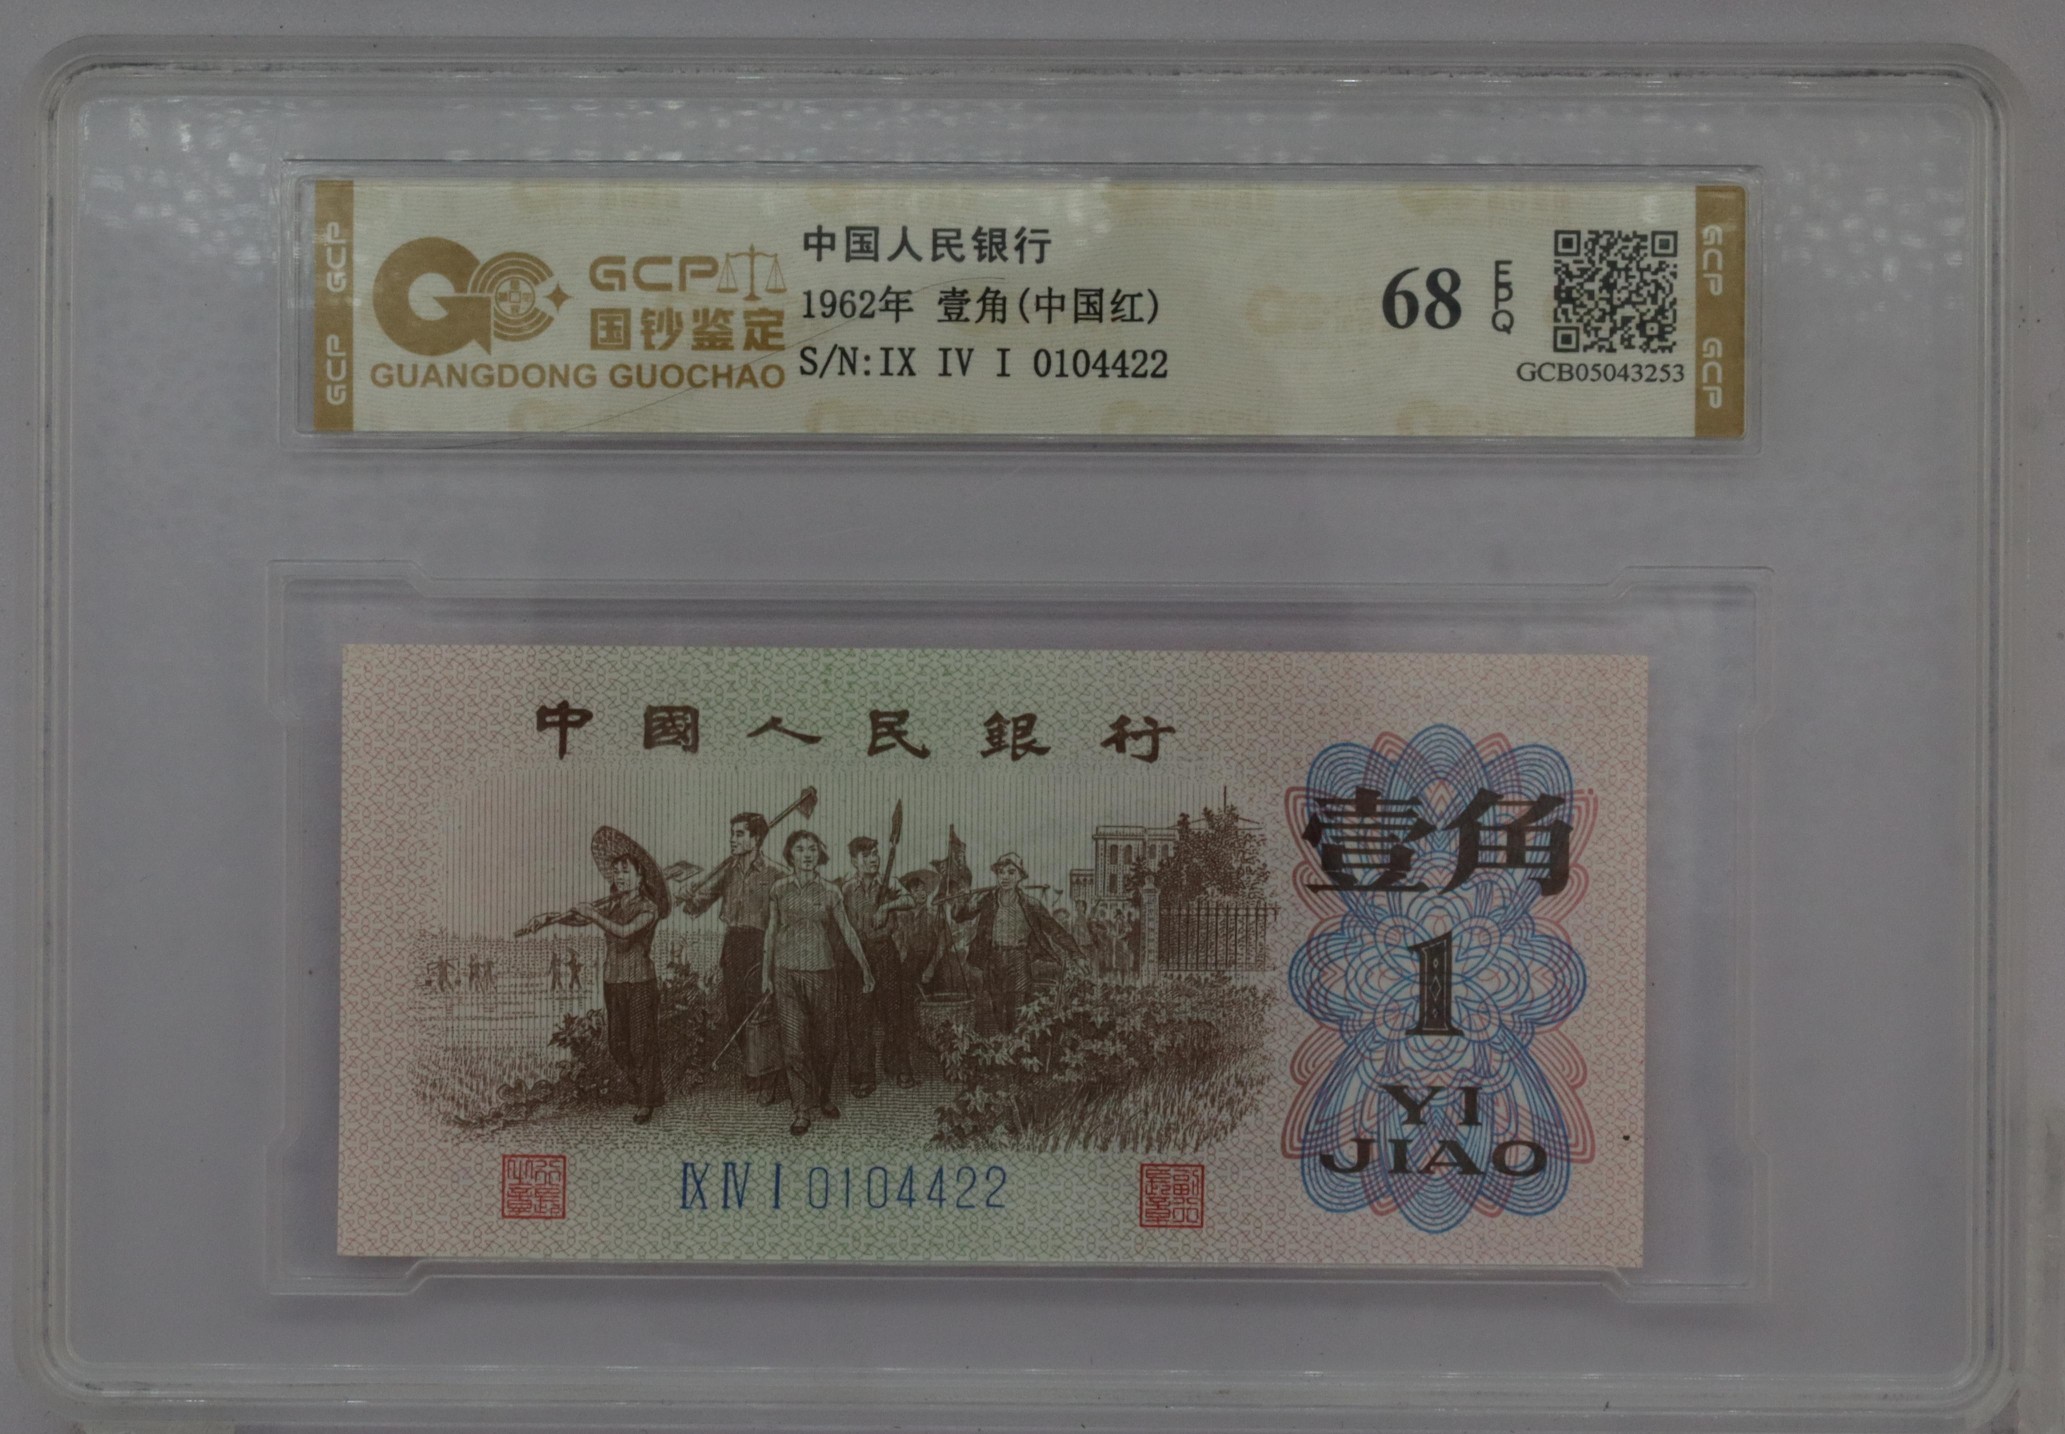 GCP
GCP
GCP
国钞鉴定
GUANGDONG GUOCHAO
中国人民银行
1962年 壹角(中国红)
S/N:IX IV I 0104422
68
EPQ
GCB05043253
GCP
GCP
中國人民銀行
壹角
1
YI
JIAO
IX IV I 0104422